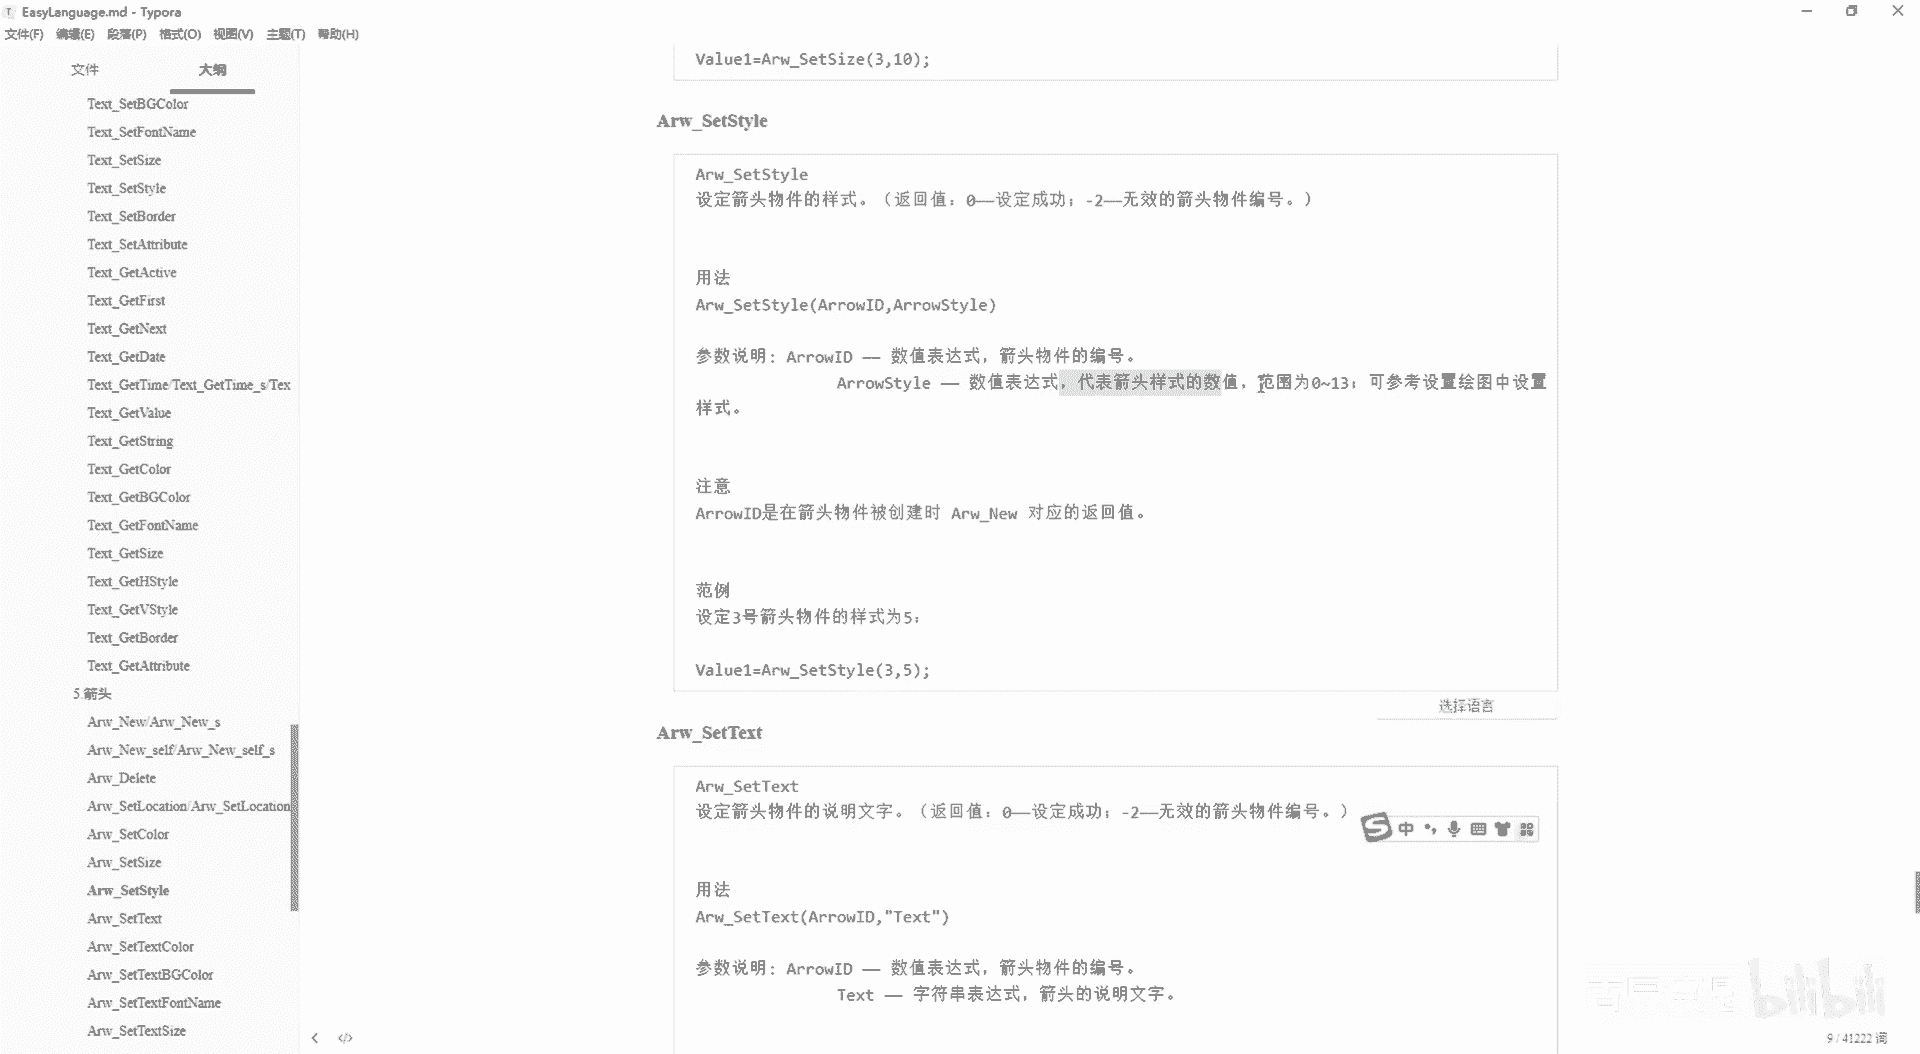 EasyLanguage.md - Typora
文件(F) 编辑(E) 段落(P) 格式(O) 视图(V) 主题(T) 帮助(H)
文件 大纲
Text_SetBGColor
Text_SetFontName
Text_SetSize
Text_SetStyle
Text_SetBorder
Text_SetAttribute
Text_GetActive
Text_GetFirst
Text_GetNext
Text_GetDate
Text_GetTime/Text_GetTime_s/Tex
Text_GetValue
Text_GetString
Text_GetColor
Text_GetBGColor
Text_GetFontName
Text_GetSize
Text_GetHStyle
Text_GetVStyle
Text_GetBorder
Text_GetAttribute
5.箭头
Arw_New/Arw_New_s
Arw_New_self/Arw_New_self_s
Arw_Delete
Arw_SetLocation/Arw_SetLocation
Arw_SetColor
Arw_SetSize
Arw_SetStyle
Arw_SetText
Arw_SetTextColor
Arw_SetTextBGColor
Arw_SetTextFontName
Arw_SetTextSize
Value1=Arw_SetSize(3,10);
Arw_SetStyle
Arw_SetStyle
设定箭头物件的样式。（返回值：0——设定成功；-2——无效的箭头物件编号。）
用法
Arw_SetStyle(ArrowID,ArrowStyle)
参数说明: ArrowID —— 数值表达式，箭头物件的编号。
ArrowStyle —— 数值表达式，代表箭头样式的数值，范围为0~13；可参考设置绘图中设置
样式。
注意
ArrowID是在箭头物件被创建时 Arw_New 对应的返回值。
范例
设定3号箭头物件的样式为5：
Value1=Arw_SetStyle(3,5);
选择语言
Arw_SetText
Arw_SetText
设定箭头物件的说明文字。（返回值：0——设定成功；-2——无效的箭头物件编号。）
中
用法
Arw_SetText(ArrowID,"Text")
参数说明: ArrowID —— 数值表达式，箭头物件的编号。
Text —— 字符串表达式，箭头的说明文字。
bilibili
9 / 41222 词